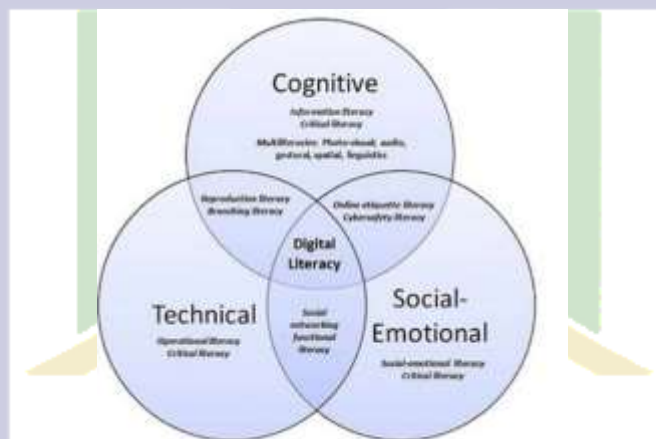 Cognitive
Information literacy
Critical literacy
Multiliteracies: Photo-visual, audio,
gestural, spatial, linguistics
Reproduction literacy
Branching literacy
Online etiquette literacy
Cybersafety literacy
Digital
Literacy
Technical
Operational literacy
Critical literacy
Social
networking
functional
literacy
Social-
Emotional
Social-emotional literacy
Critical literacy